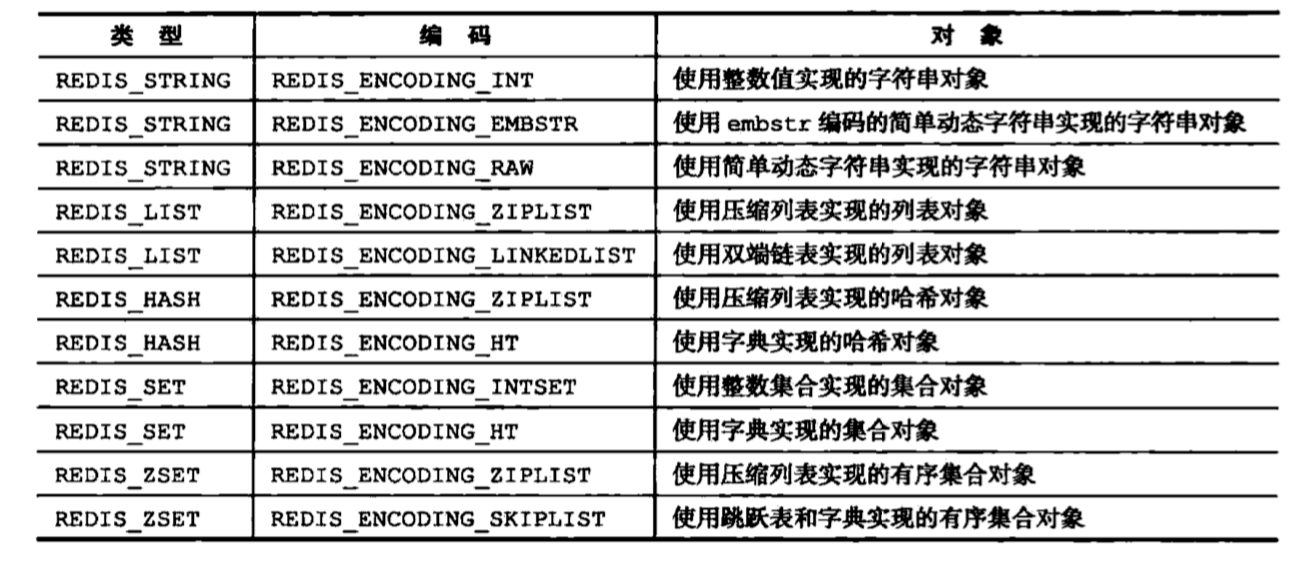 类 型 编 码 对 象
REDIS_STRING REDIS_ENCODING_INT 使用整数值实现的字符串对象
REDIS_STRING REDIS_ENCODING_EMBSTR 使用 embstr 编码的简单动态字符串实现的字符串对象
REDIS_STRING REDIS_ENCODING_RAW 使用简单动态字符串实现的字符串对象
REDIS_LIST REDIS_ENCODING_ZIPLIST 使用压缩列表实现的列表对象
REDIS_LIST REDIS_ENCODING_LINKEDLIST 使用双端链表实现的列表对象
REDIS_HASH REDIS_ENCODING_ZIPLIST 使用压缩列表实现的哈希对象
REDIS_HASH REDIS_ENCODING_HT 使用字典实现的哈希对象
REDIS_SET REDIS_ENCODING_INTSET 使用整数集合实现的集合对象
REDIS_SET REDIS_ENCODING_HT 使用字典实现的集合对象
REDIS_ZSET REDIS_ENCODING_ZIPLIST 使用压缩列表实现的有序集合对象
REDIS_ZSET REDIS_ENCODING_SKIPLIST 使用跳跃表和字典实现的有序集合对象